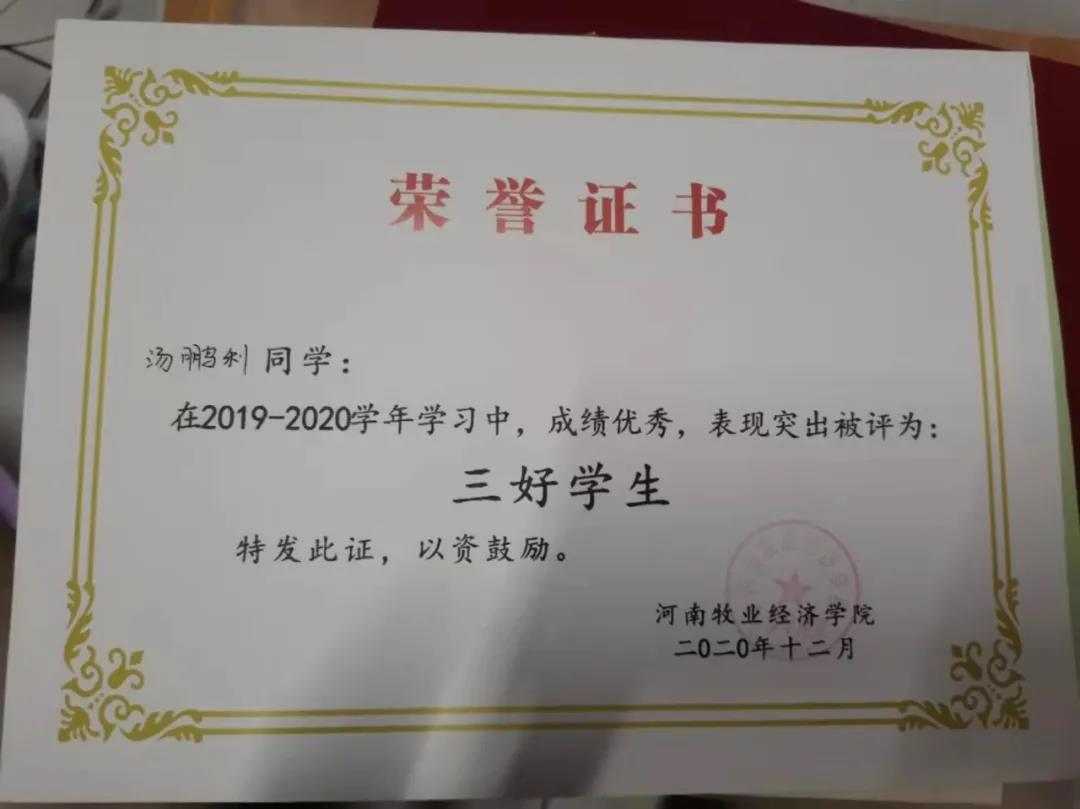 荣誉证书
汤鹏利同学：
在2019-2020学年学习中，成绩优秀，表现突出被评为：
三好学生
特发此证，以资鼓励。
河南牧业经济学院
二〇二〇年十二月